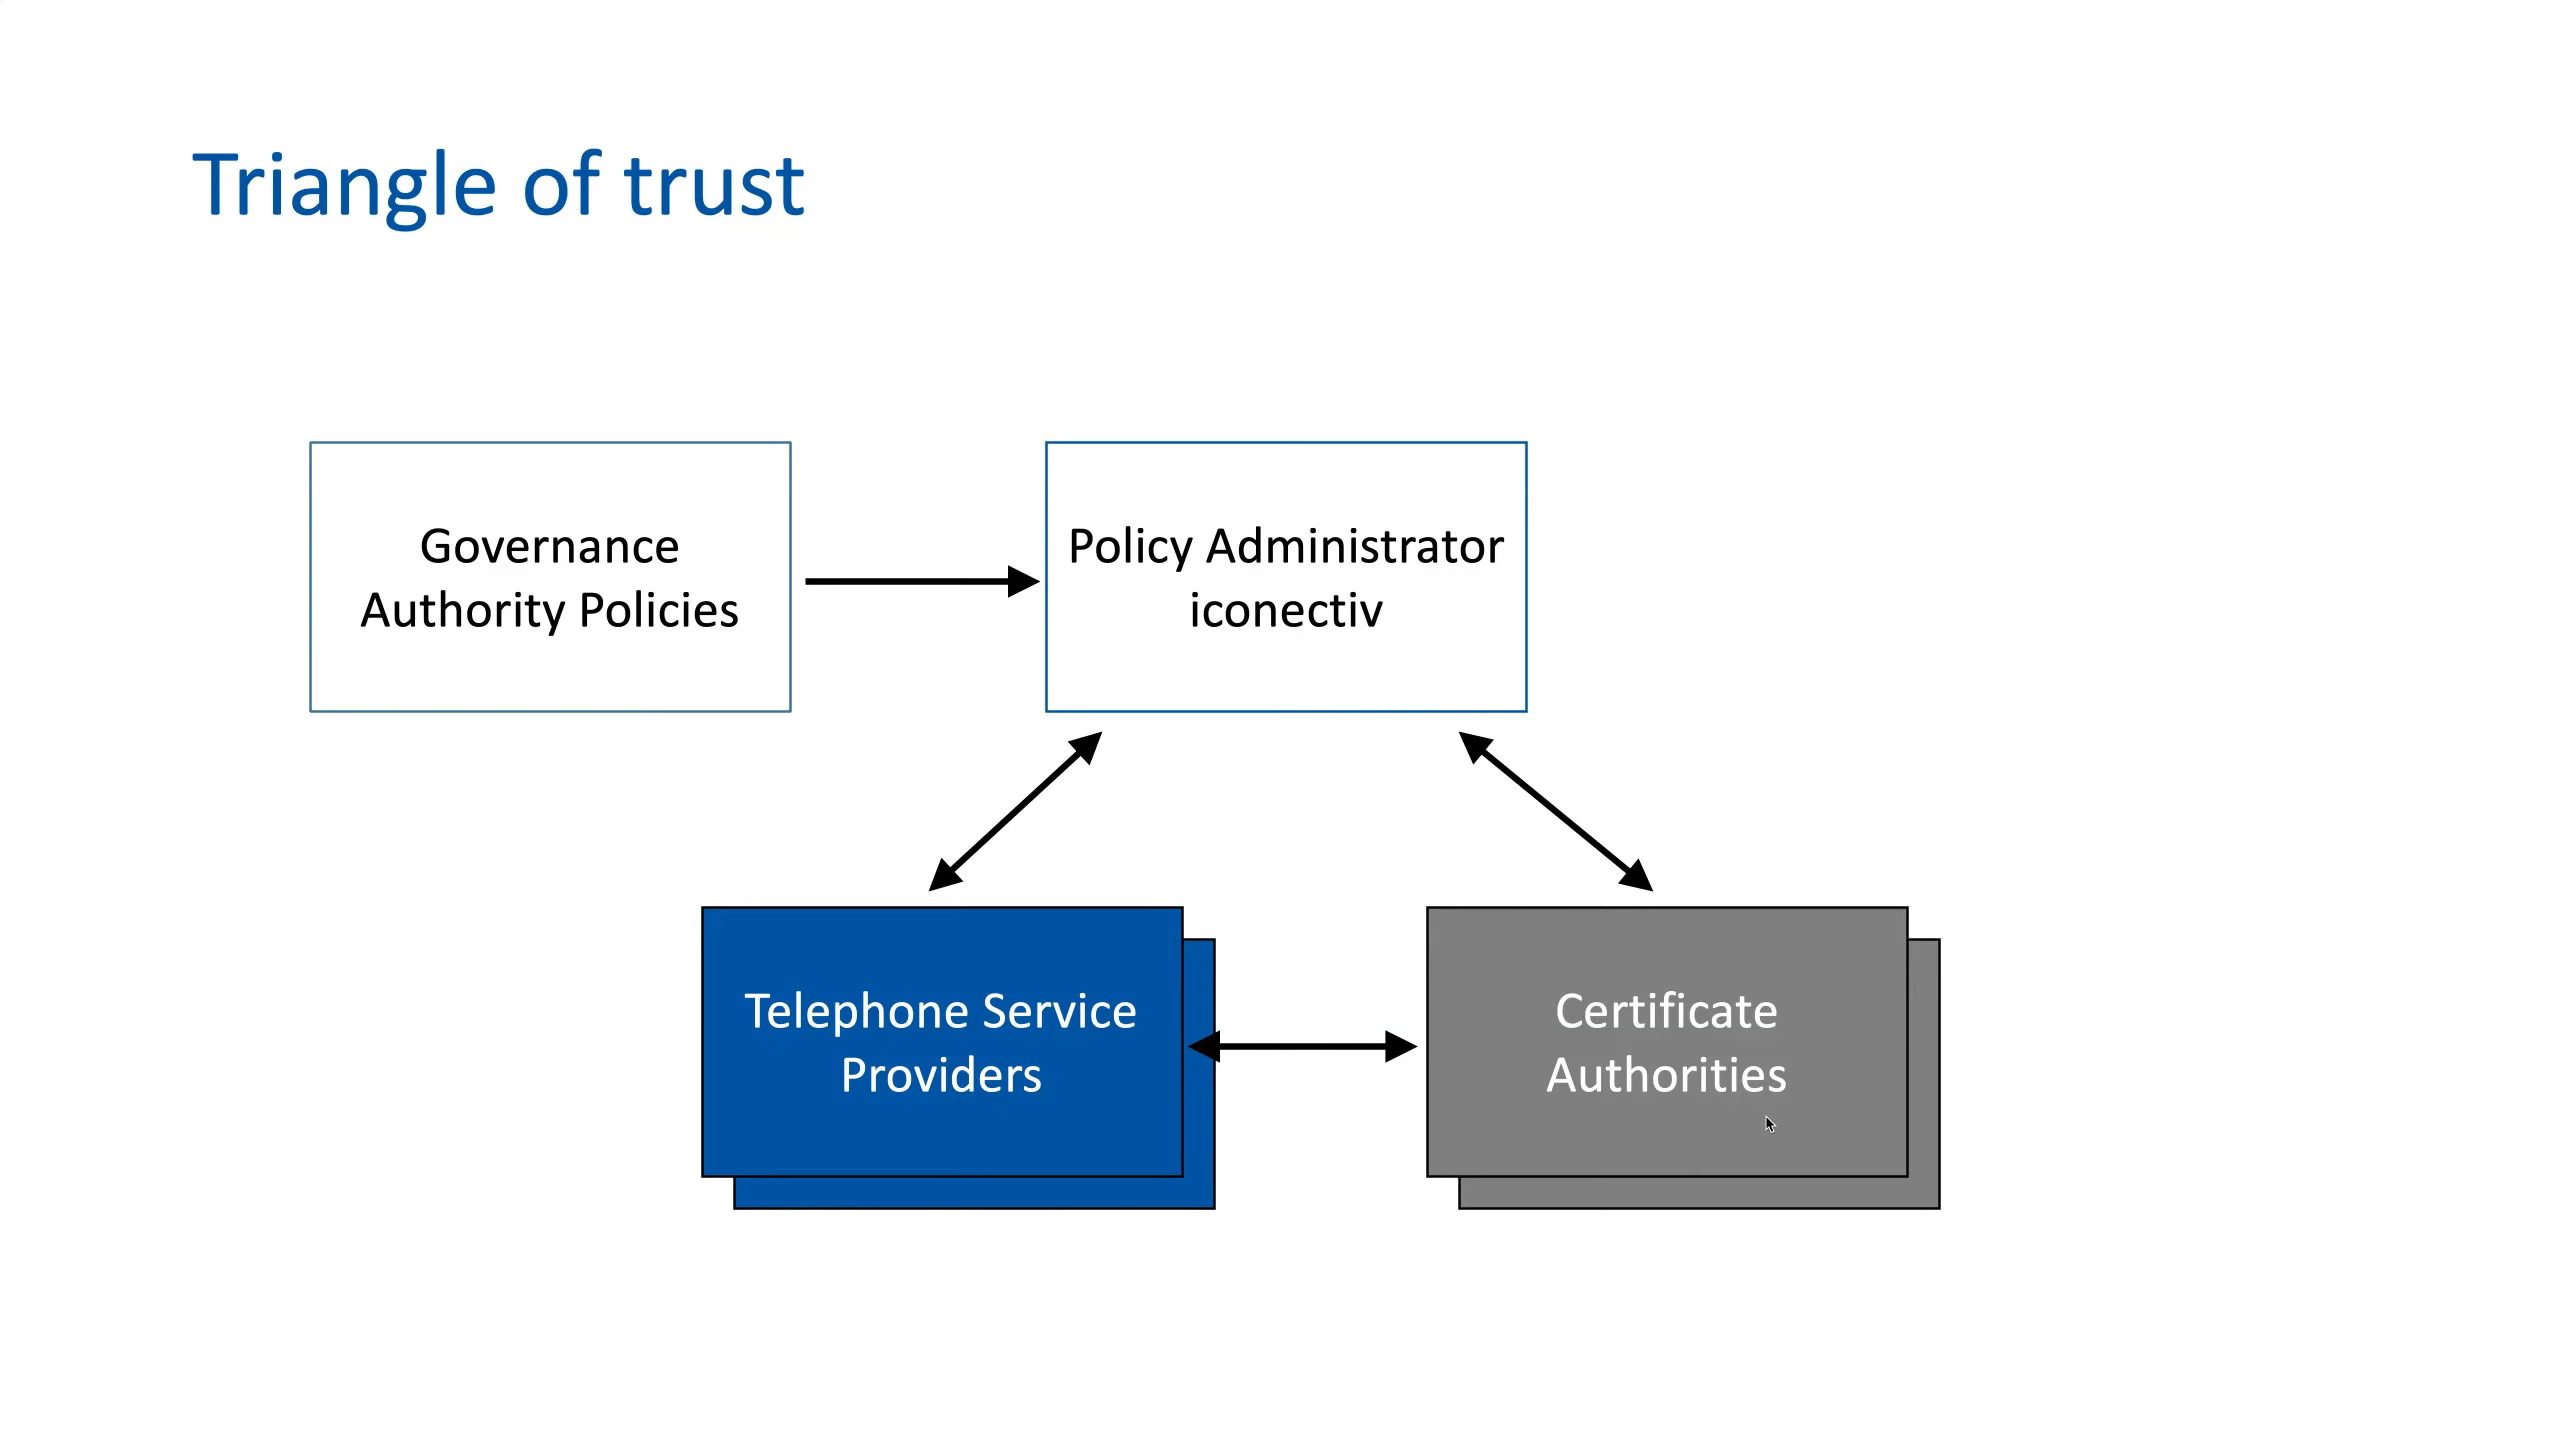 Triangle of trust
Governance
Authority Policies
Policy Administrator
iconectiv
Telephone Service
Providers
Certificate
Authorities